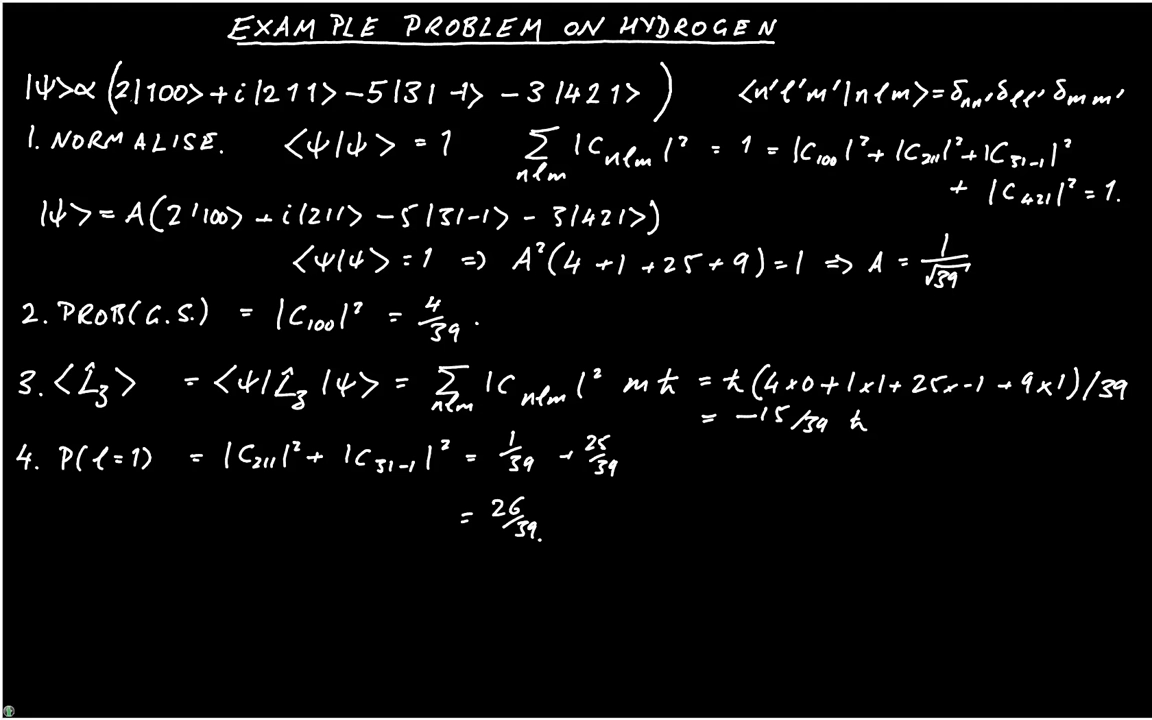 EXAMPLE PROBLEM ON HYDROGEN
|Ψ>∝ (2|100> + i|211> −5|31 −1> − 3|421>) <n'l'm'|nlm> = δnn' δll' δmm'
1. NORMALISE. <Ψ|Ψ> = 1 Σnlm |Cnlm|² = 1 = |C100|² + |C211|² + |C31−1|²
+ |C421|² = 1.
|Ψ> = A(2|100> + i|211> −5|31−1> − 3|421>)
<Ψ|Ψ> = 1 => A²(4 + 1 + 25 + 9) = 1 => A = 1/√39
2. PROB(G.S.) = |C100|² = 4/39.
3. <L̂3> = <Ψ|L̂3|Ψ> = Σnlm |Cnlm|² mħ = ħ(4×0 + 1×1 + 25×−1 + 9×1)/39
= −15/39 ħ
4. P(l=1) = |C211|² + |C31−1|² = 1/39 + 25/39
= 26/39.